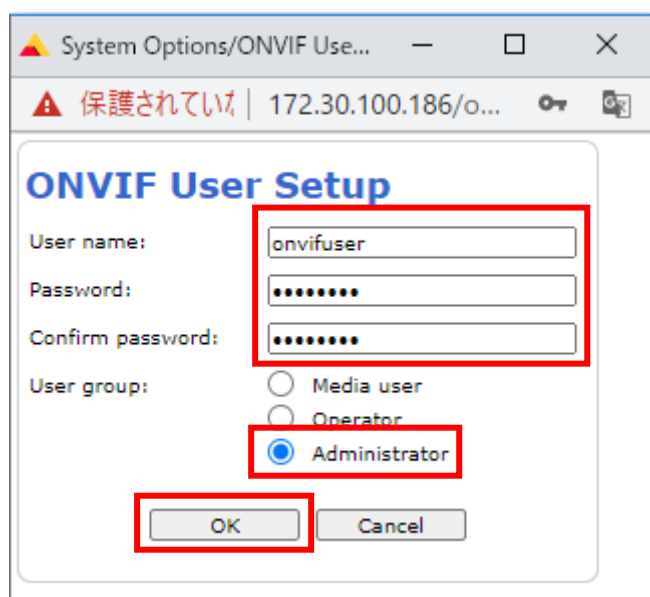 System Options/ONVIF Use...
保護されていな 172.30.100.186/o...
ONVIF User Setup
User name: onvifuser
Password: ••••••••
Confirm password: ••••••••
User group: Media user
Operator
Administrator
OK Cancel